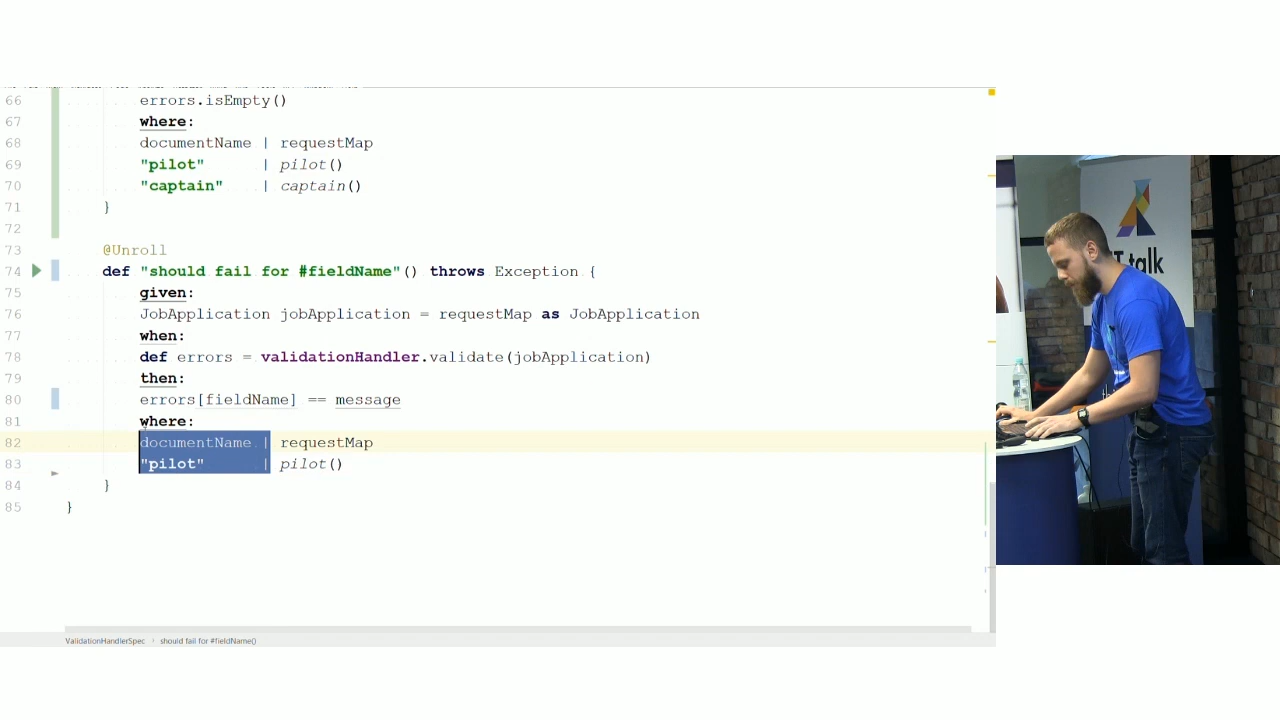 66 errors.isEmpty()
67 where:
68 documentName | requestMap
69 "pilot" | pilot()
70 "captain" | captain()
71 }
72
73 @Unroll
74 def "should fail for #fieldName"() throws Exception {
75 given:
76 JobApplication jobApplication = requestMap as JobApplication
77 when:
78 def errors = validationHandler.validate(jobApplication)
79 then:
80 errors[fieldName] == message
81 where:
82 documentName | requestMap
83 "pilot" | pilot()
84 }
85 }
ValidationHandlerSpec › should fail for #fieldName()
talk